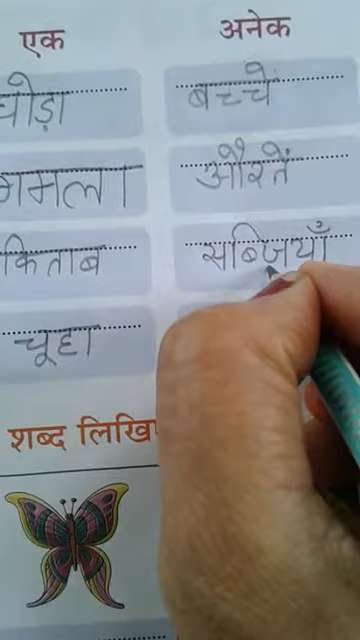 एक अनेक
घोड़ा बच्चें
गमला औरतें
किताब सब्जियाँ
चूहा
शब्द लिखि